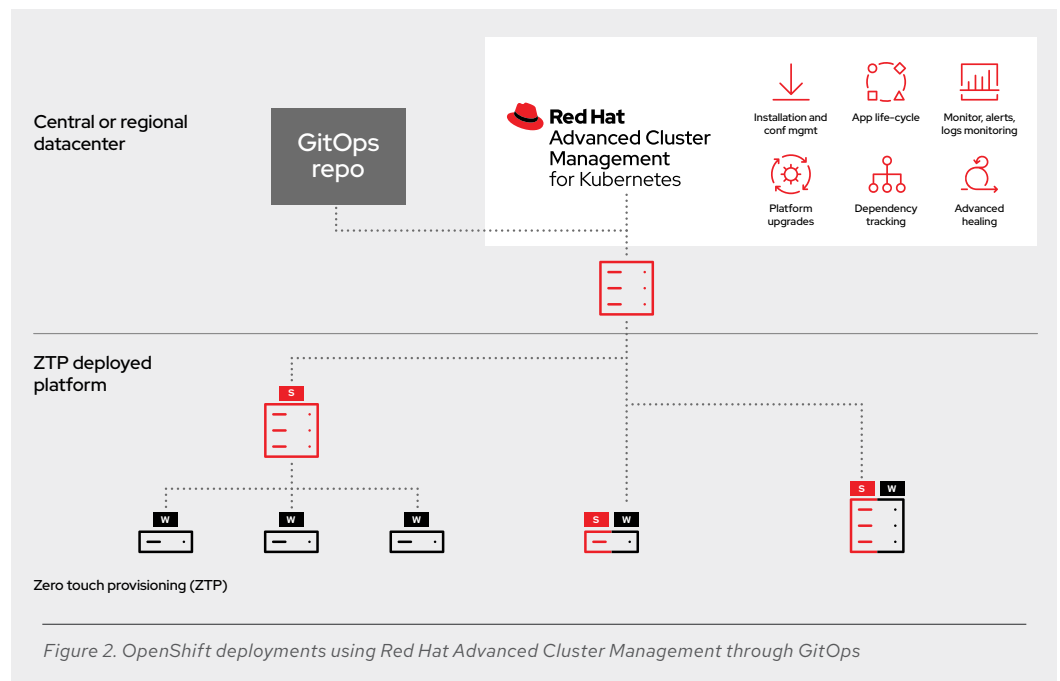 Central or regional
datacenter
GitOps
repo
Red Hat
Advanced Cluster
Management
for Kubernetes
Installation and
conf mgmt
App life-cycle
Monitor, alerts,
logs monitoring
Platform
upgrades
Dependency
tracking
Advanced
healing
ZTP deployed
platform
S
W
W
W
S W
S W
Zero touch provisioning (ZTP)
Figure 2. OpenShift deployments using Red Hat Advanced Cluster Management through GitOps